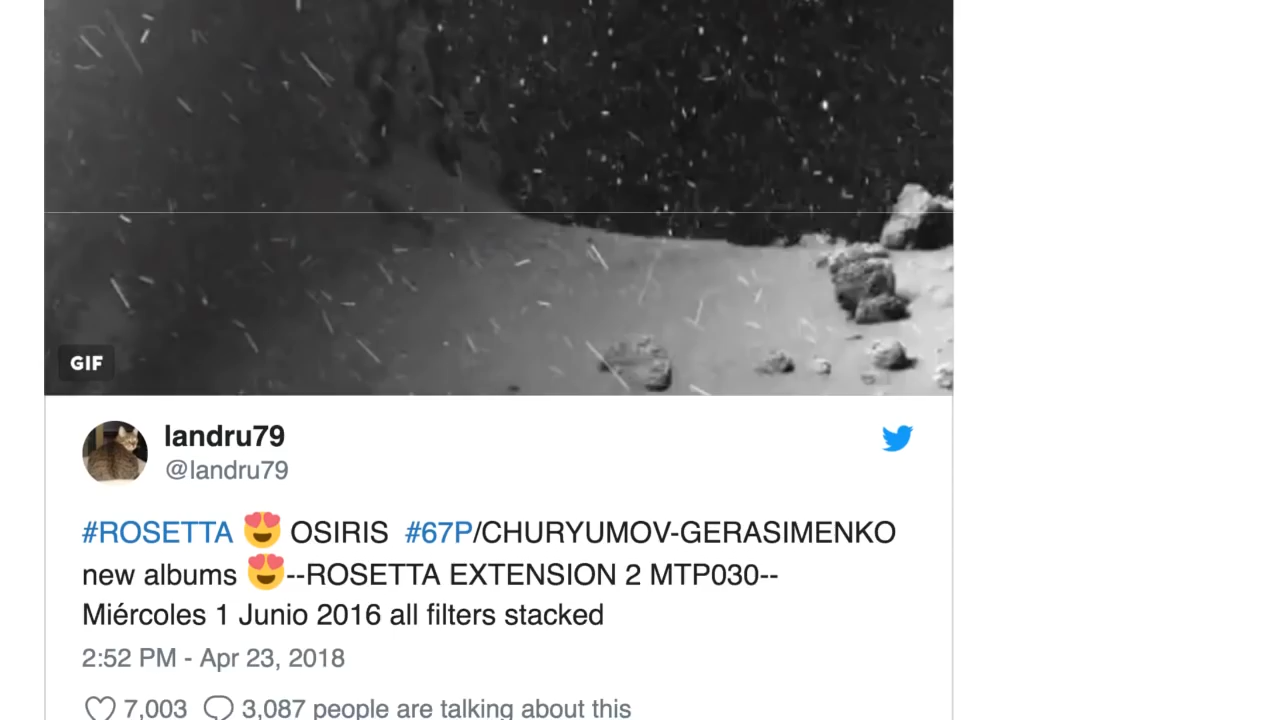 GIF
landru79
@landru79
#ROSETTA 😍 OSIRIS #67P/CHURYUMOV-GERASIMENKO
new albums 😍--ROSETTA EXTENSION 2 MTP030--
Miércoles 1 Junio 2016 all filters stacked
2:52 PM - Apr 23, 2018
7,003 3,087 people are talking about this